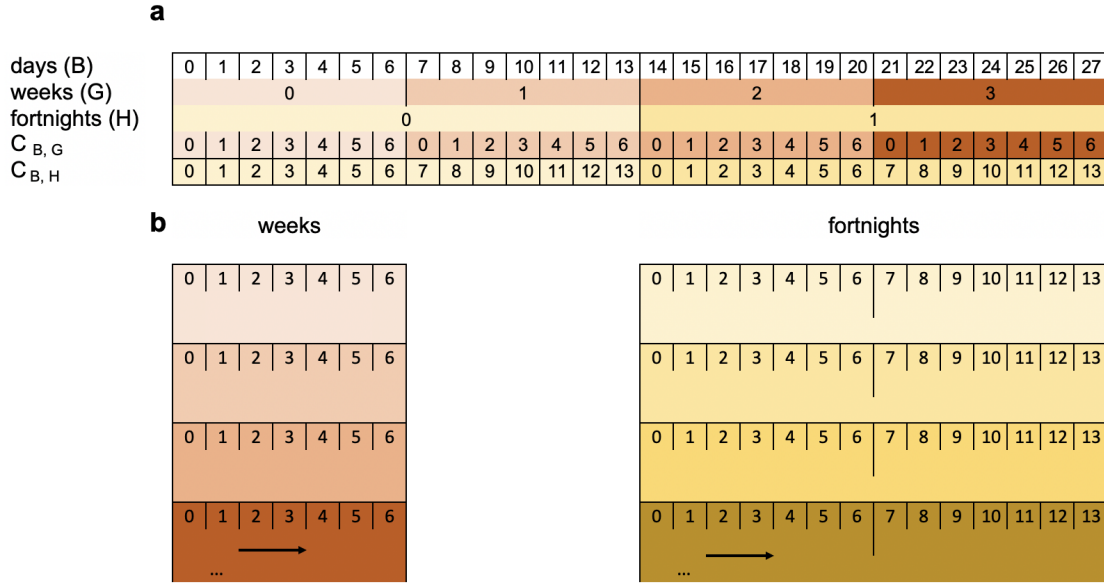 a
days (B) 0 1 2 3 4 5 6 7 8 9 10 11 12 13 14 15 16 17 18 19 20 21 22 23 24 25 26 27
weeks (G) 0 1 2 3
fortnights (H) 0 1
C B, G 0 1 2 3 4 5 6 0 1 2 3 4 5 6 0 1 2 3 4 5 6 0 1 2 3 4 5 6
C B, H 0 1 2 3 4 5 6 7 8 9 10 11 12 13 0 1 2 3 4 5 6 7 8 9 10 11 12 13
b weeks fortnights
0 1 2 3 4 5 6 0 1 2 3 4 5 6 7 8 9 10 11 12 13
0 1 2 3 4 5 6 0 1 2 3 4 5 6 7 8 9 10 11 12 13
0 1 2 3 4 5 6 0 1 2 3 4 5 6 7 8 9 10 11 12 13
0 1 2 3 4 5 6 0 1 2 3 4 5 6 7 8 9 10 11 12 13
... ...